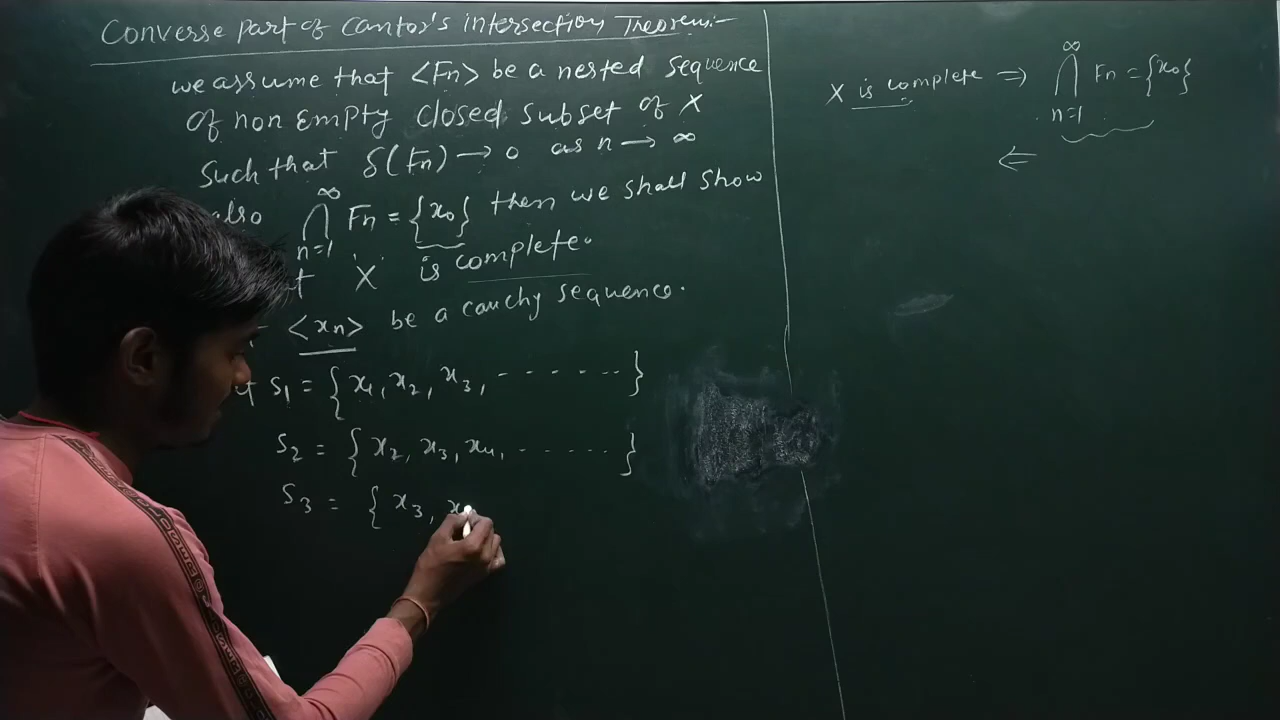 Converse part of Cantor's intersection Theorem:-
we assume that <Fn> be a nested sequence
of non empty closed subset of X
Such that δ(Fn) → 0 as n → ∞
also ∞⋂n=1 Fn = {x₀} then we shall show
X is complete.
<xn> be a cauchy sequence.
S₁ = {x₁, x₂, x₃, ------}
S₂ = {x₂, x₃, x₄, ......}
S₃ = {x₃, x
X is complete ⇒ ∞⋂n=1 Fn = {x₀}
⇐